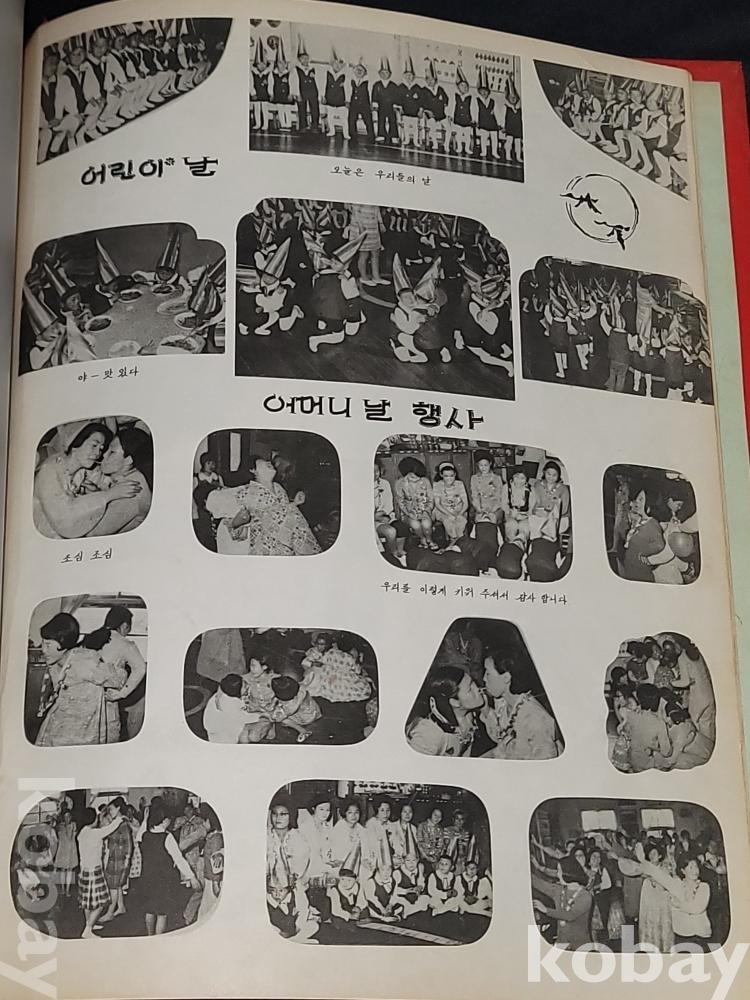 어린이 날
오늘은 우리들의 날
야 - 맛 있다
어머니 날 행사
조심 조심
우리를 이렇게 키워 주셔서 감사 합니다
kobay
kobay